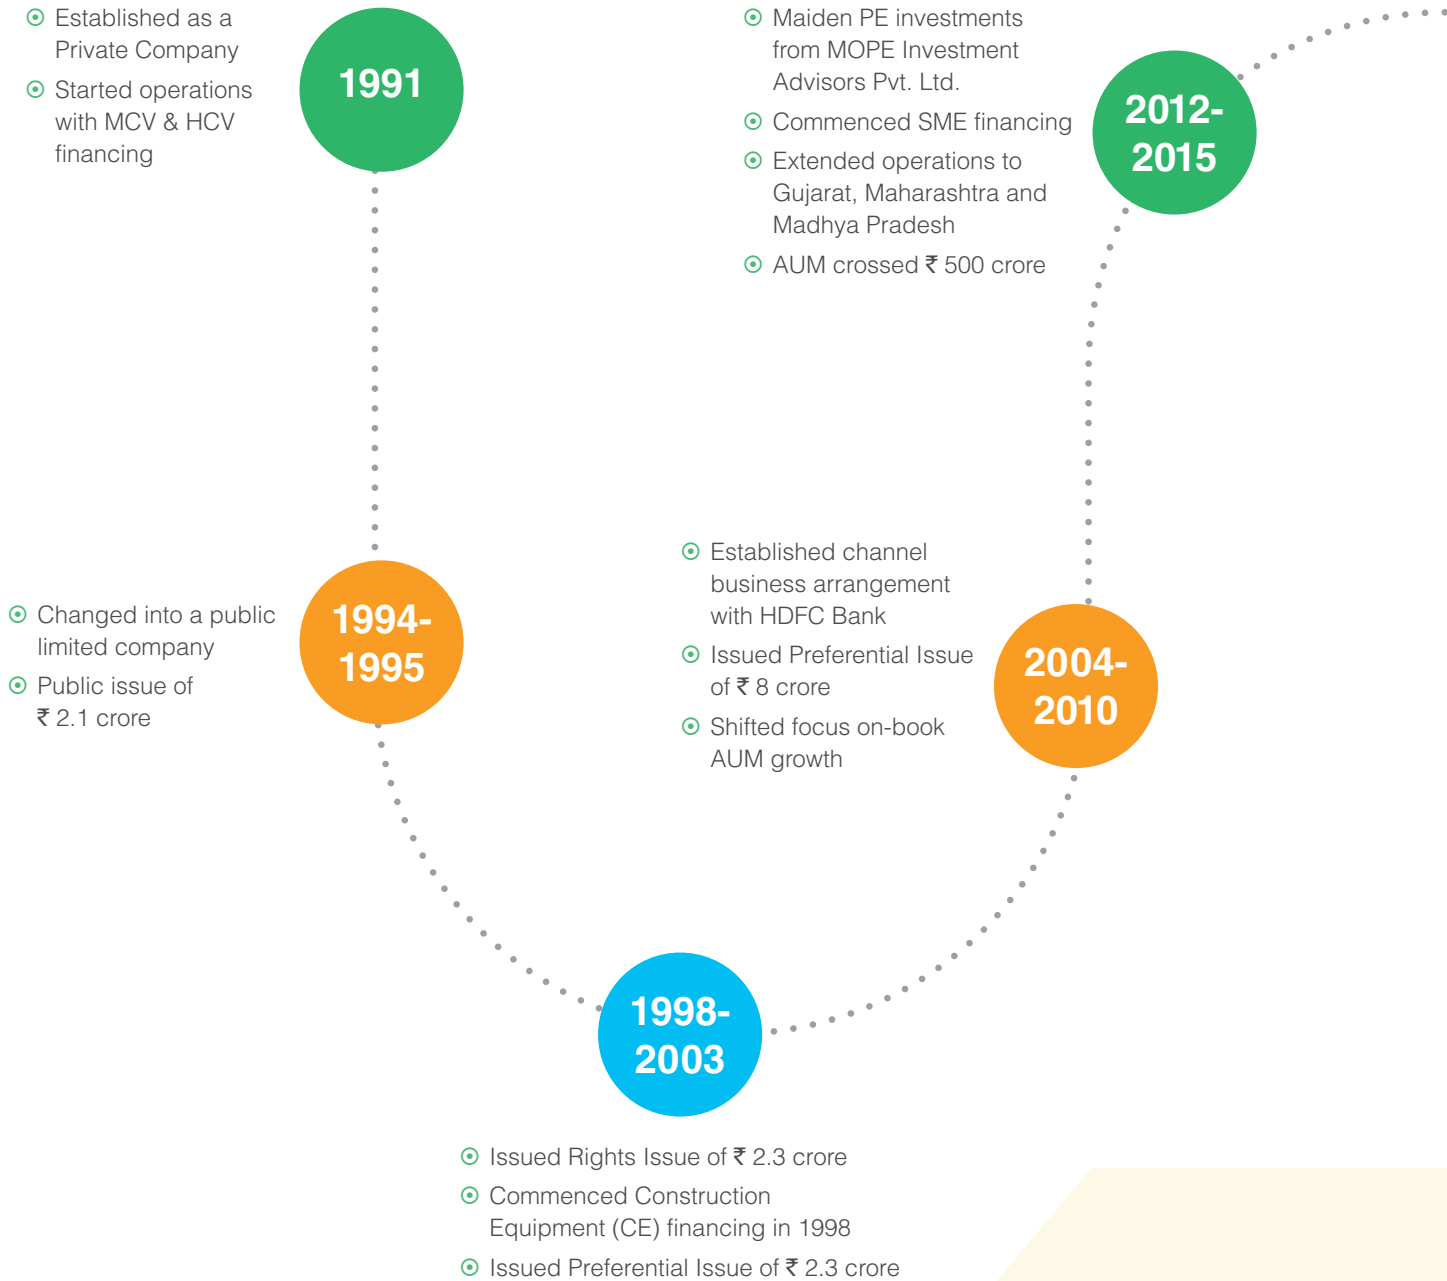 1991
Established as a
Private Company
Started operations
with MCV & HCV
financing
1994-
1995
Changed into a public
limited company
Public issue of
₹ 2.1 crore
1998-
2003
Issued Rights Issue of ₹ 2.3 crore
Commenced Construction
Equipment (CE) financing in 1998
Issued Preferential Issue of ₹ 2.3 crore
2004-
2010
Established channel
business arrangement
with HDFC Bank
Issued Preferential Issue
of ₹ 8 crore
Shifted focus on-book
AUM growth
2012-
2015
Maiden PE investments
from MOPE Investment
Advisors Pvt. Ltd.
Commenced SME financing
Extended operations to
Gujarat, Maharashtra and
Madhya Pradesh
AUM crossed ₹ 500 crore